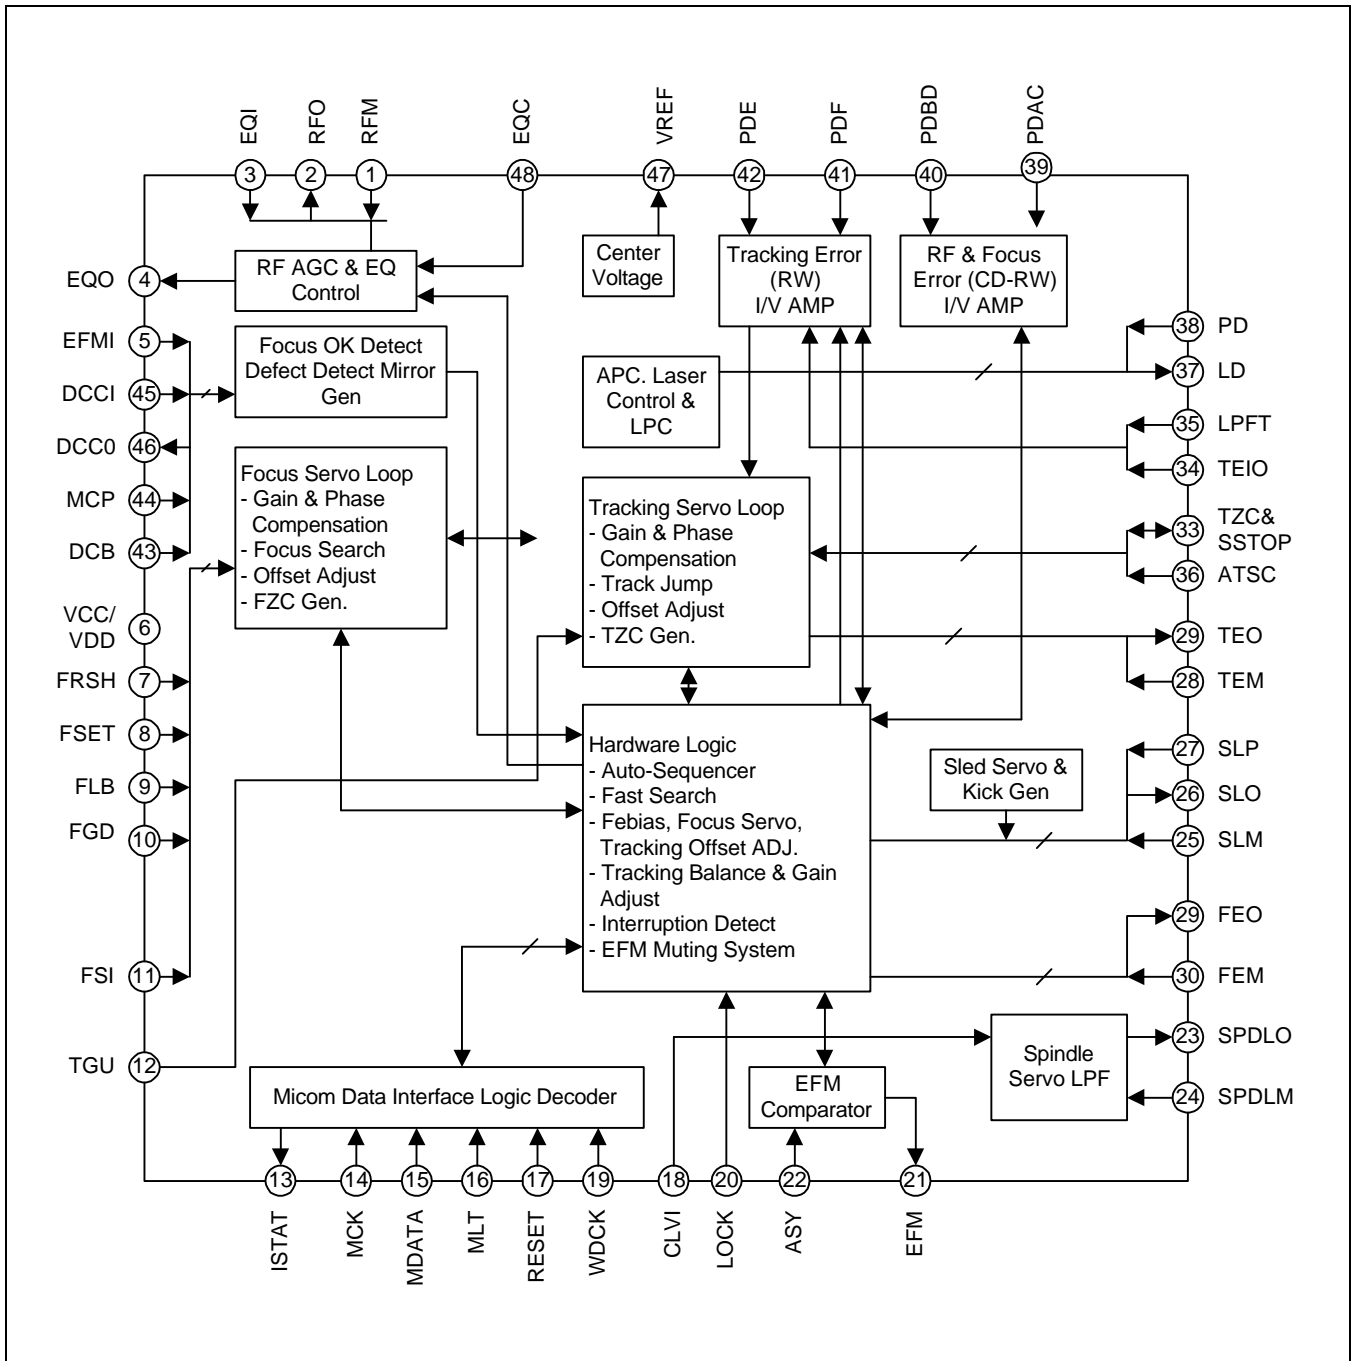 EQI
RFO
RFM
EQC
VREF
PDE
PDF
PDBD
PDAC
3
2
1
48
47
42
41
40
39
EQO
4
EFMI
5
DCCI
45
DCC0
46
MCP
44
DCB
43
VCC/
VDD
6
FRSH
7
FSET
8
FLB
9
FGD
10
FSI
11
TGU
12
RF AGC & EQ
Control
Focus OK Detect
Defect Detect Mirror
Gen
Focus Servo Loop
- Gain & Phase
Compensation
- Focus Search
- Offset Adjust
- FZC Gen.
Center
Voltage
Tracking Error
(RW)
I/V AMP
RF & Focus
Error (CD-RW)
I/V AMP
APC. Laser
Control &
LPC
Tracking Servo Loop
- Gain & Phase
Compensation
- Track Jump
- Offset Adjust
- TZC Gen.
Hardware Logic
- Auto-Sequencer
- Fast Search
- Febias, Focus Servo,
Tracking Offset ADJ.
- Tracking Balance & Gain
Adjust
- Interruption Detect
- EFM Muting System
Sled Servo &
Kick Gen
Spindle
Servo LPF
Micom Data Interface Logic Decoder
EFM
Comparator
38
PD
37
LD
35
LPFT
34
TEIO
33
TZC&
SSTOP
36
ATSC
29
TEO
28
TEM
27
SLP
26
SLO
25
SLM
29
FEO
30
FEM
23
SPDLO
24
SPDLM
13
14
15
16
17
19
18
20
22
21
ISTAT
MCK
MDATA
MLT
RESET
WDCK
CLVI
LOCK
ASY
EFM